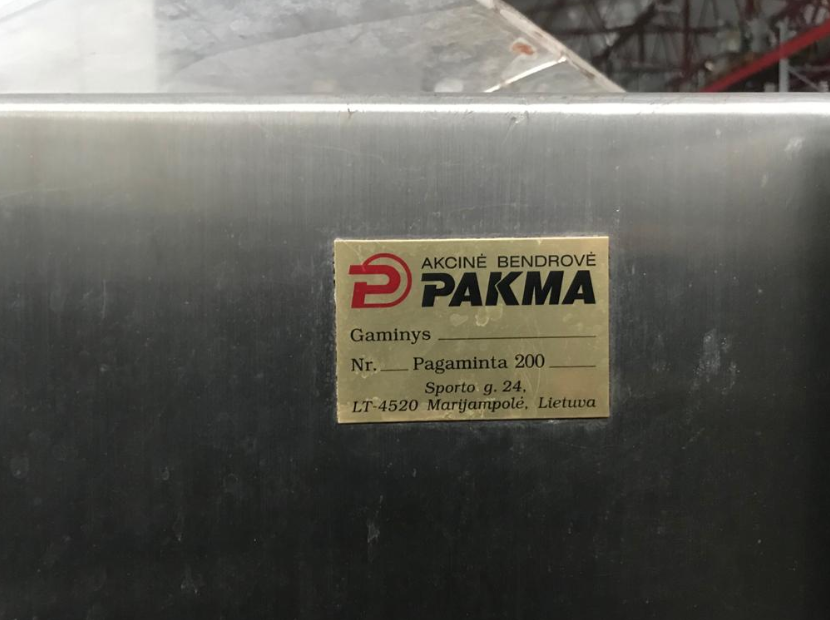 AKCINĖ BENDROVĖ
PAKMA
Gaminys
Nr. Pagaminta 200
Sporto g. 24,
LT-4520 Marijampolė, Lietuva